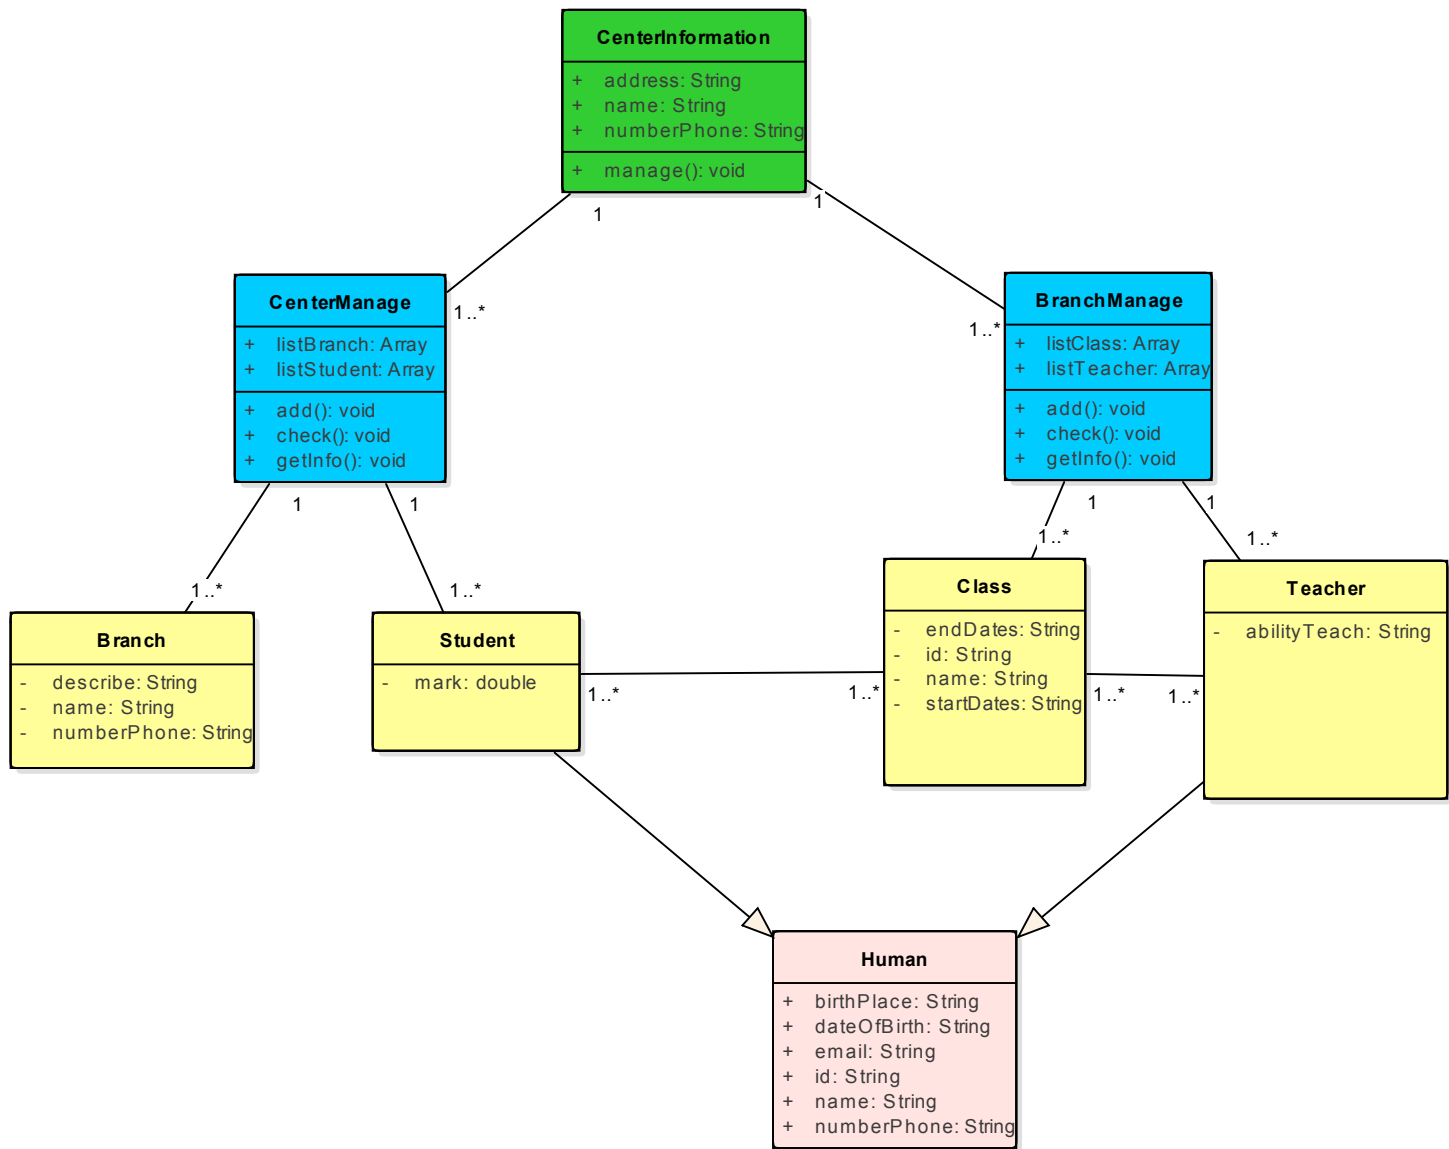 CenterInformation
+ address: String
+ name: String
+ numberPhone: String
+ manage(): void
1
1
CenterManage
+ listBranch: Array
+ listStudent: Array
+ add(): void
+ check(): void
+ getInfo(): void
1..*
BranchManage
+ listClass: Array
+ listTeacher: Array
+ add(): void
+ check(): void
+ getInfo(): void
1..*
1
1
1
1
1..*
1..*
1..*
1..*
Branch
- describe: String
- name: String
- numberPhone: String
Student
- mark: double
1..*
1..*
Class
- endDates: String
- id: String
- name: String
- startDates: String
1..*
1..*
Teacher
- abilityTeach: String
Human
+ birthPlace: String
+ dateOfBirth: String
+ email: String
+ id: String
+ name: String
+ numberPhone: String